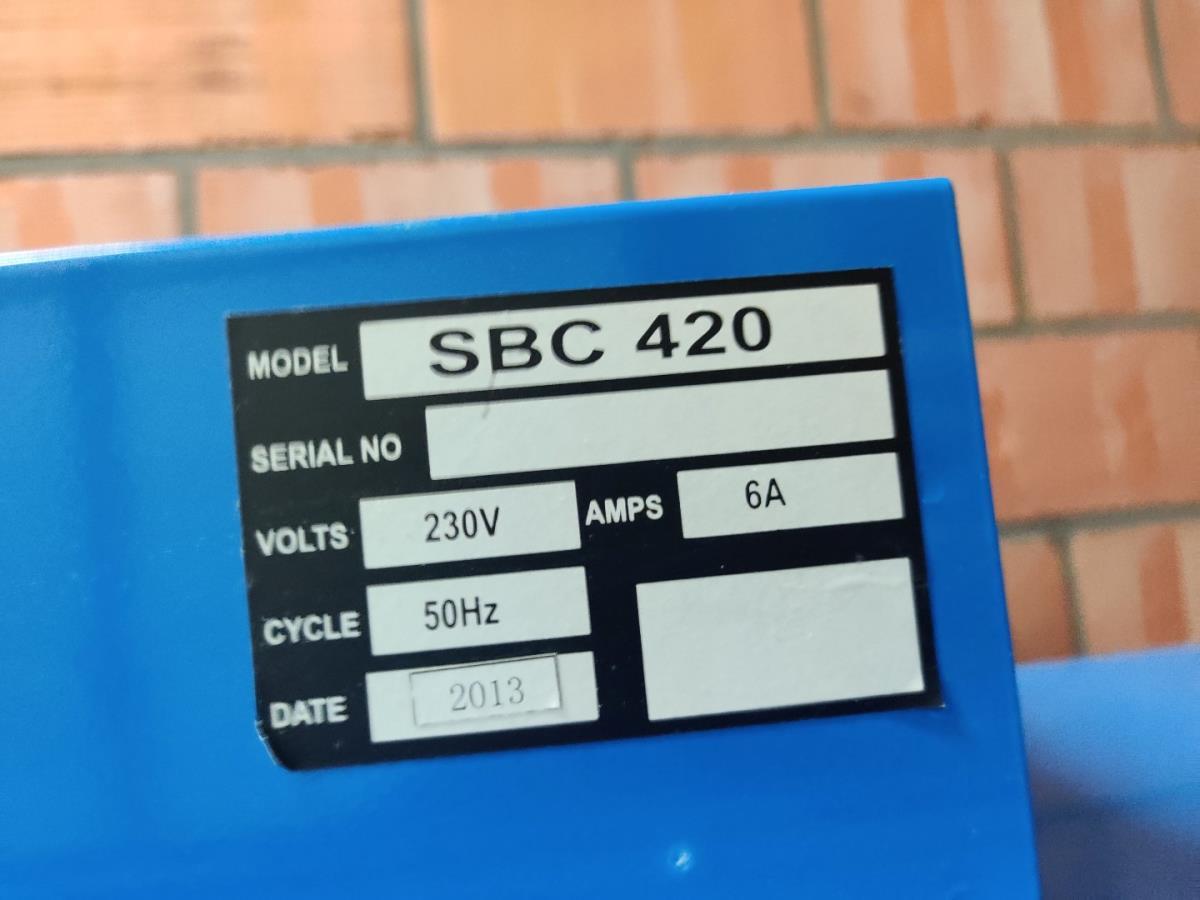 MODEL SBC 420
SERIAL NO
VOLTS 230V AMPS 6A
CYCLE 50Hz
DATE 2013